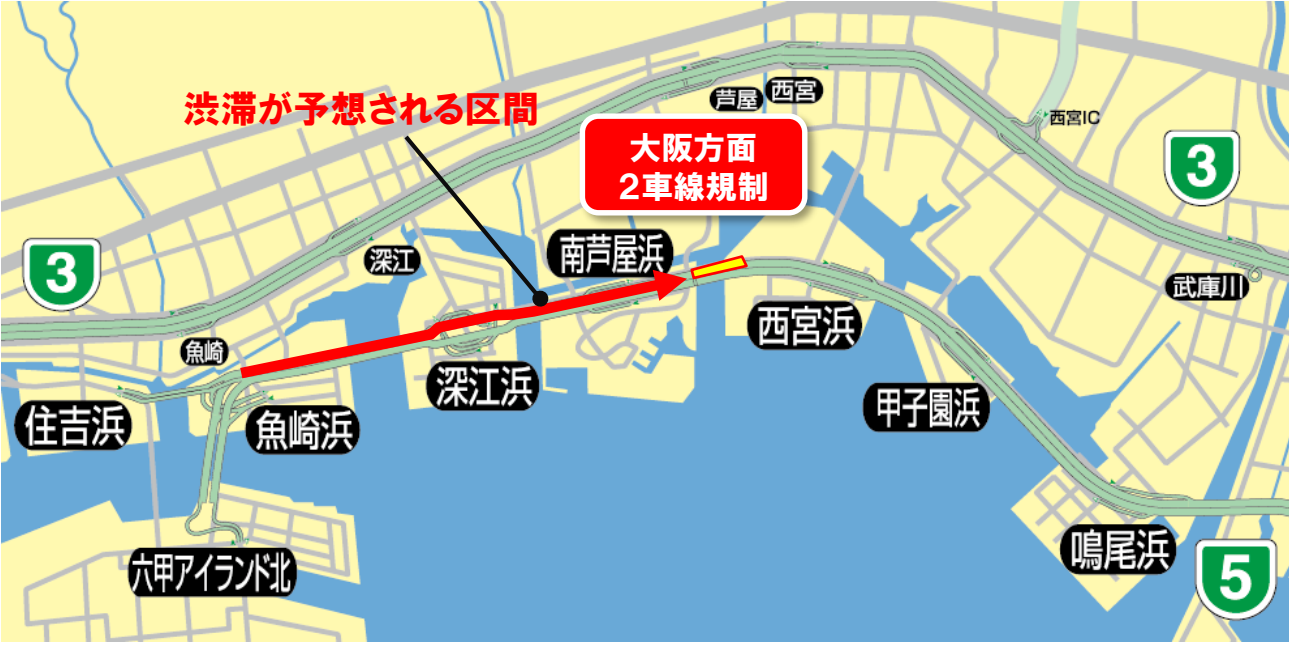 渋滞が予想される区間
芦屋
西宮
西宮IC
大阪方面
2車線規制
3
3
深江
南芦屋浜
武庫川
魚崎
西宮浜
深江浜
甲子園浜
住吉浜
魚崎浜
鳴尾浜
六甲アイランド北
5